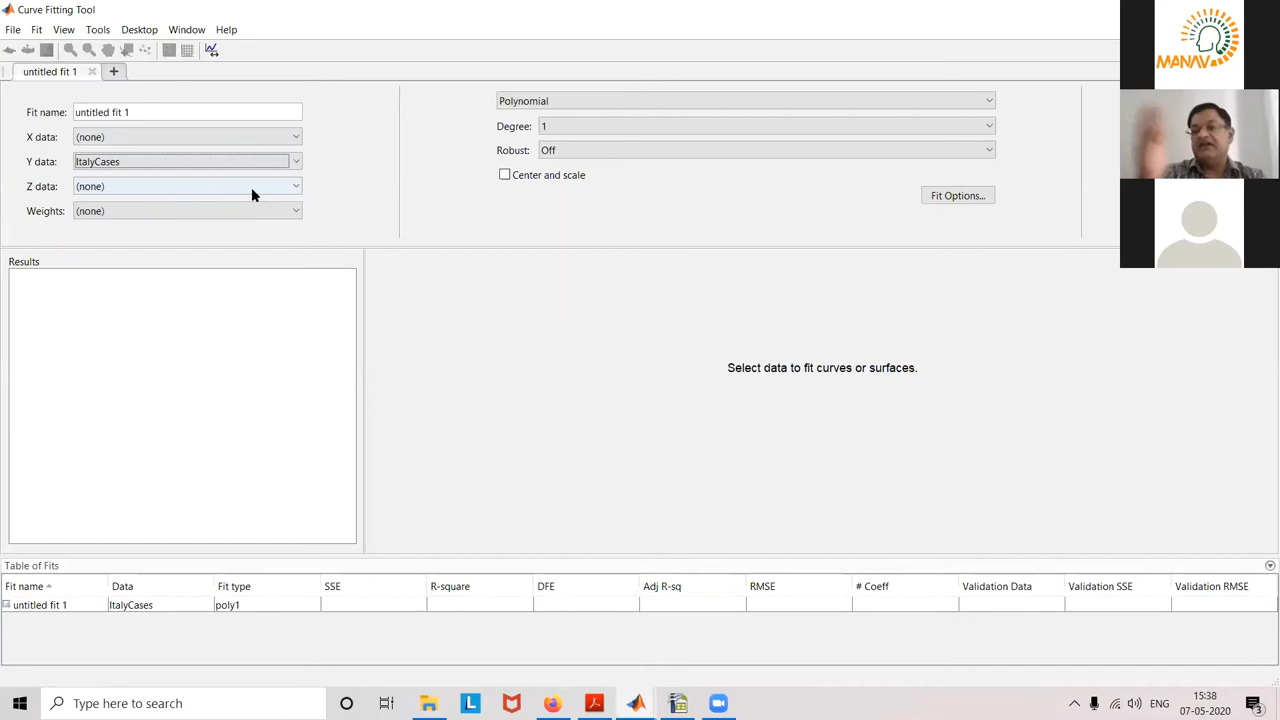 Curve Fitting Tool
File Fit View Tools Desktop Window Help
untitled fit 1
Fit name: untitled fit 1
X data: (none)
Y data: ItalyCases
Z data: (none)
Weights: (none)
Polynomial
Degree: 1
Robust: Off
Center and scale
Fit Options...
MANAV
Results
Select data to fit curves or surfaces.
Table of Fits
Fit name Data Fit type SSE R-square DFE Adj R-sq RMSE # Coeff Validation Data Validation SSE Validation RMSE
untitled fit 1 ItalyCases poly1
Type here to search
L
ENG
15:38
07-05-2020
3